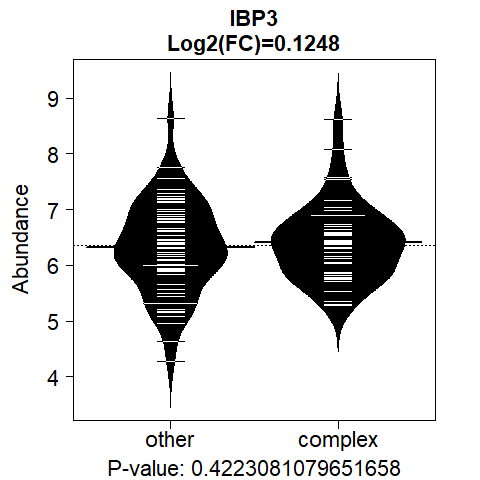 IBP3
Log2(FC)=0.1248
Abundance
9
8
7
6
5
4
other
complex
P-value: 0.4223081079651658